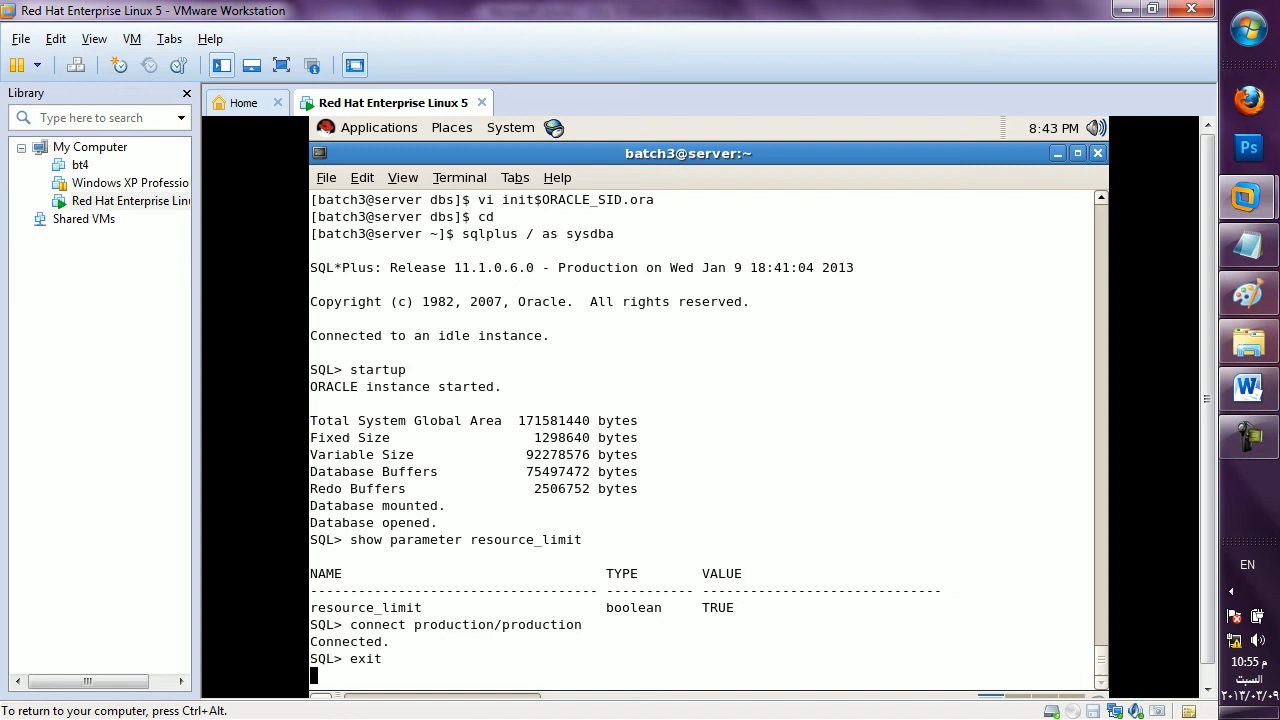 Red Hat Enterprise Linux 5 - VMware Workstation
File Edit View VM Tabs Help
Library
Type here to search
My Computer
bt4
Windows XP Professio
Red Hat Enterprise Linu
Shared VMs
Home
Red Hat Enterprise Linux 5
Applications Places System
8:43 PM
batch3@server:~
File Edit View Terminal Tabs Help
[batch3@server dbs]$ vi init$ORACLE_SID.ora
[batch3@server dbs]$ cd
[batch3@server ~]$ sqlplus / as sysdba
SQL*Plus: Release 11.1.0.6.0 - Production on Wed Jan 9 18:41:04 2013
Copyright (c) 1982, 2007, Oracle.  All rights reserved.
Connected to an idle instance.
SQL> startup
ORACLE instance started.
Total System Global Area  171581440 bytes
Fixed Size                  1298640 bytes
Variable Size              92278576 bytes
Database Buffers           75497472 bytes
Redo Buffers                2506752 bytes
Database mounted.
Database opened.
SQL> show parameter resource_limit
NAME                                 TYPE        VALUE
------------------------------------ ----------- ------------------------------
resource_limit                       boolean     TRUE
SQL> connect production/production
Connected.
SQL> exit
To return to your computer, press Ctrl+Alt.
Ps
W
EN
10:55 م
السبت
٢٠١٣/٠٣/٠٩